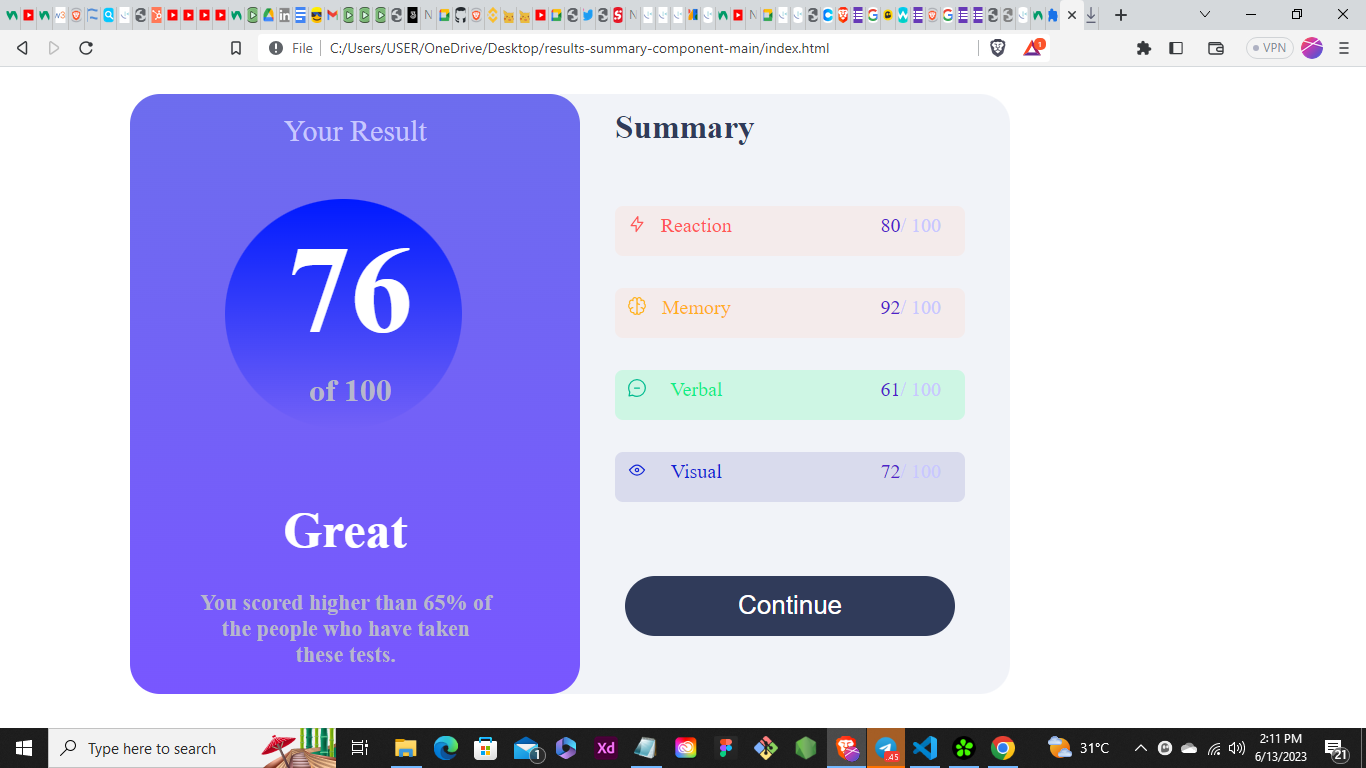 File
C:/Users/USER/OneDrive/Desktop/results-summary-component-main/index.html
1
VPN
Your Result
76
of 100
Great
You scored higher than 65% of
the people who have taken
these tests.
Summary
Reaction 80/ 100
Memory 92/ 100
Verbal 61/ 100
Visual 72/ 100
Continue
Type here to search
1
Xd
31°C
2:11 PM
6/13/2023
21